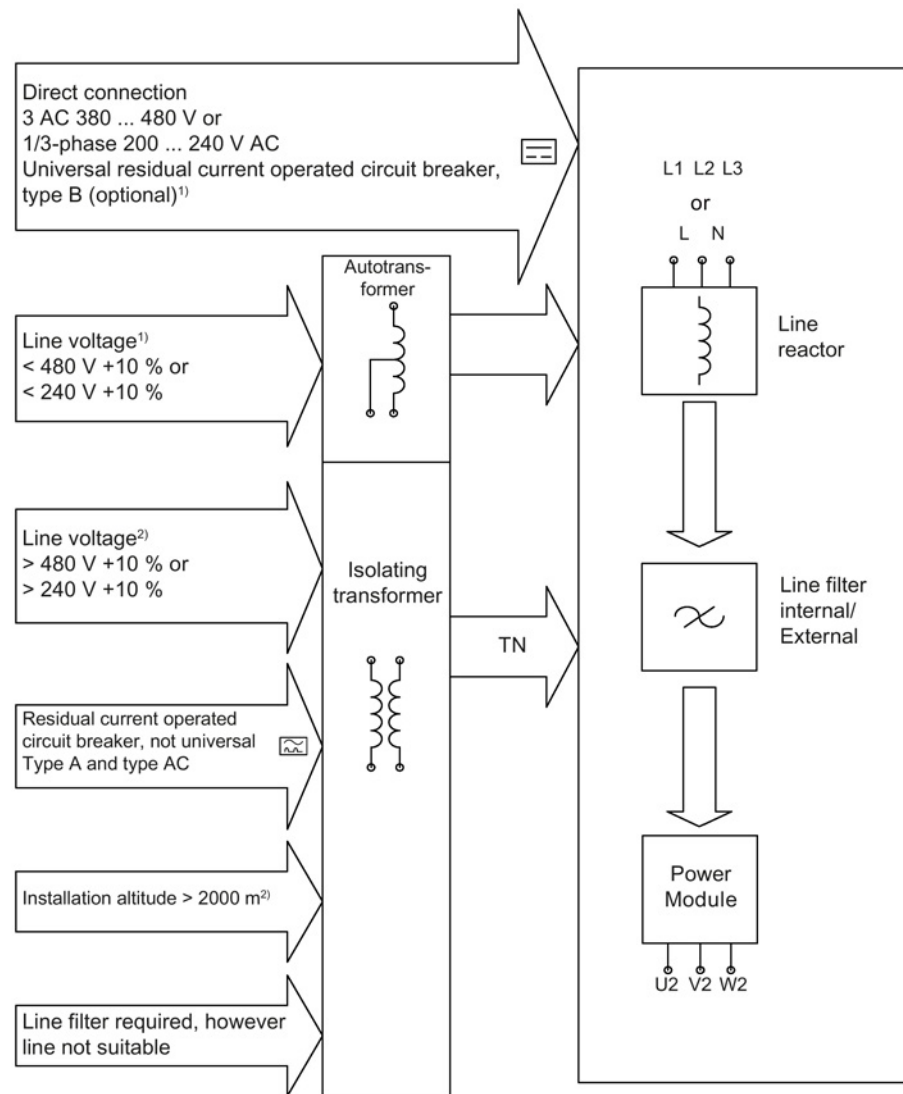 Direct connection
3 AC 380 ... 480 V or
1/3-phase 200 ... 240 V AC
Universal residual current operated circuit breaker,
type B (optional)¹⁾
Autotrans-
former
Line voltage¹⁾
< 480 V +10 % or
< 240 V +10 %
Line voltage²⁾
> 480 V +10 % or
> 240 V +10 %
Isolating
transformer
TN
Residual current operated
circuit breaker, not universal
Type A and type AC
Installation altitude > 2000 m²⁾
Line filter required, however
line not suitable
L1 L2 L3
or
L N
Line
reactor
Line filter
internal/
External
Power
Module
U2 V2 W2